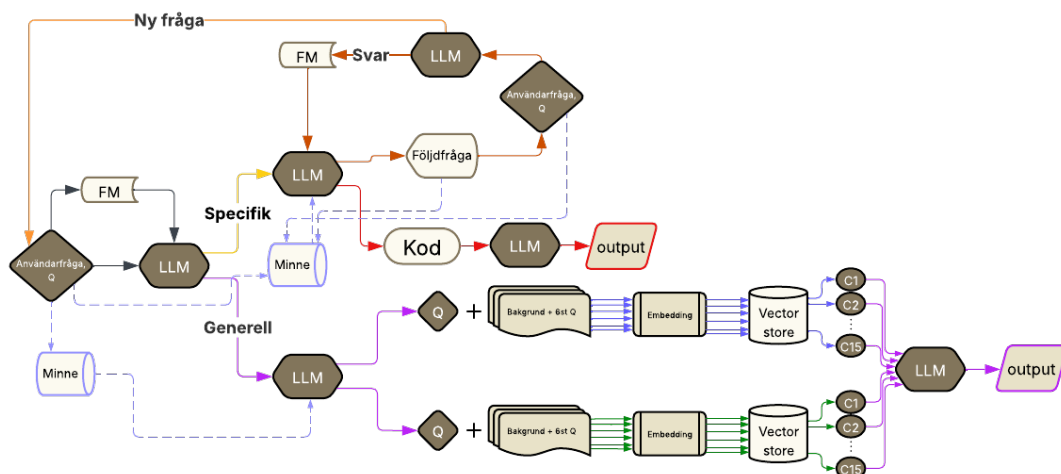 Ny fråga
FM
Svar
LLM
Användarfråga,
Q
LLM
Följdfråga
FM
Specifik
Användarfråga,
Q
LLM
Minne
Kod
LLM
output
Generell
Minne
LLM
Q
+
Bakgrund + 6st Q
Embedding
Vector
store
C1
C2
C15
LLM
output
Q
+
Bakgrund + 6st Q
Embedding
Vector
store
C1
C2
C15